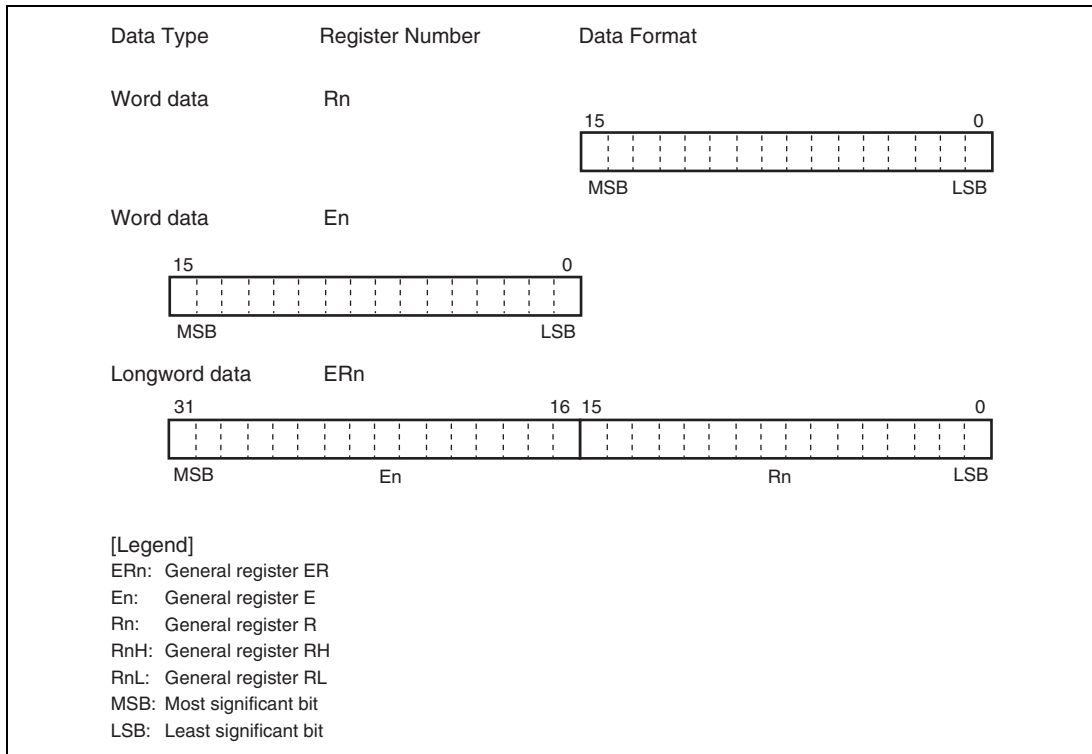 Data Type Register Number Data Format
Word data Rn
15 0
MSB LSB
Word data En
15 0
MSB LSB
Longword data ERn
31 16 15 0
MSB En Rn LSB
[Legend]
ERn: General register ER
En: General register E
Rn: General register R
RnH: General register RH
RnL: General register RL
MSB: Most significant bit
LSB: Least significant bit